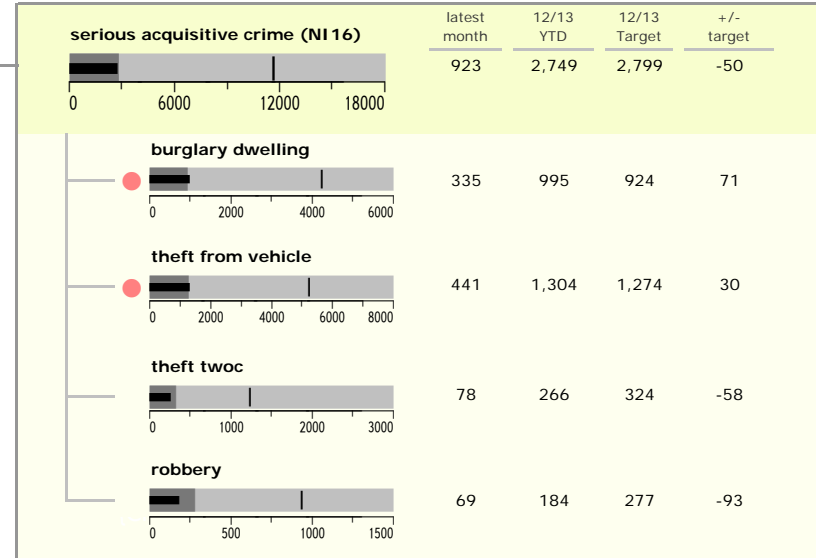 latest month 12/13 YTD 12/13 Target +/- target
serious acquisitive crime (NI16)
923 2,749 2,799 -50
0 6000 12000 18000
burglary dwelling
335 995 924 71
0 2000 4000 6000
theft from vehicle
441 1,304 1,274 30
0 2000 4000 6000 8000
theft twoc
78 266 324 -58
0 1000 2000 3000
robbery
69 184 277 -93
0 500 1000 1500